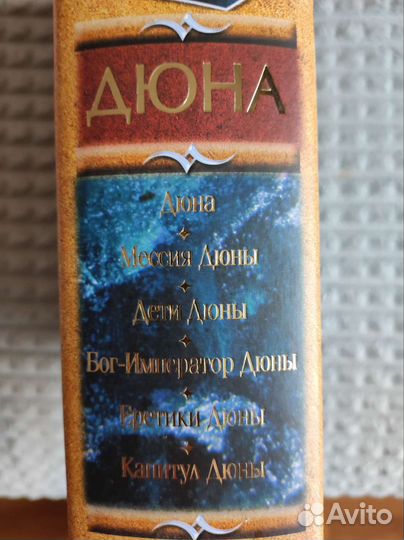 ДЮНА
Дюна
Мессия Дюны
Дети Дюны
Бог-Император Дюны
Еретики Дюны
Капитул Дюны
Avito